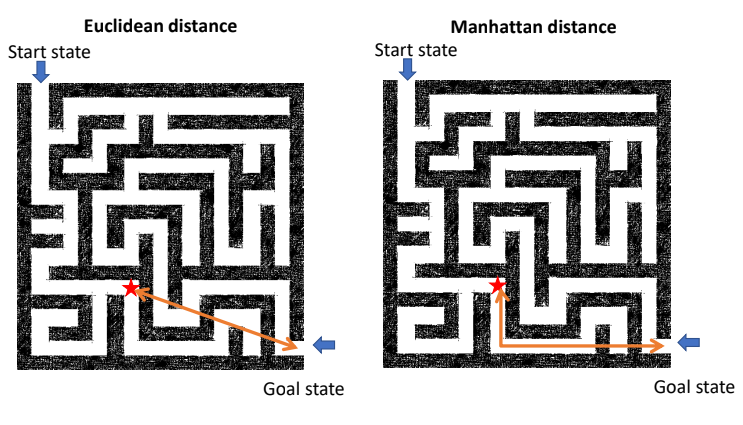 Euclidean distance
Start state
Goal state
Manhattan distance
Start state
Goal state